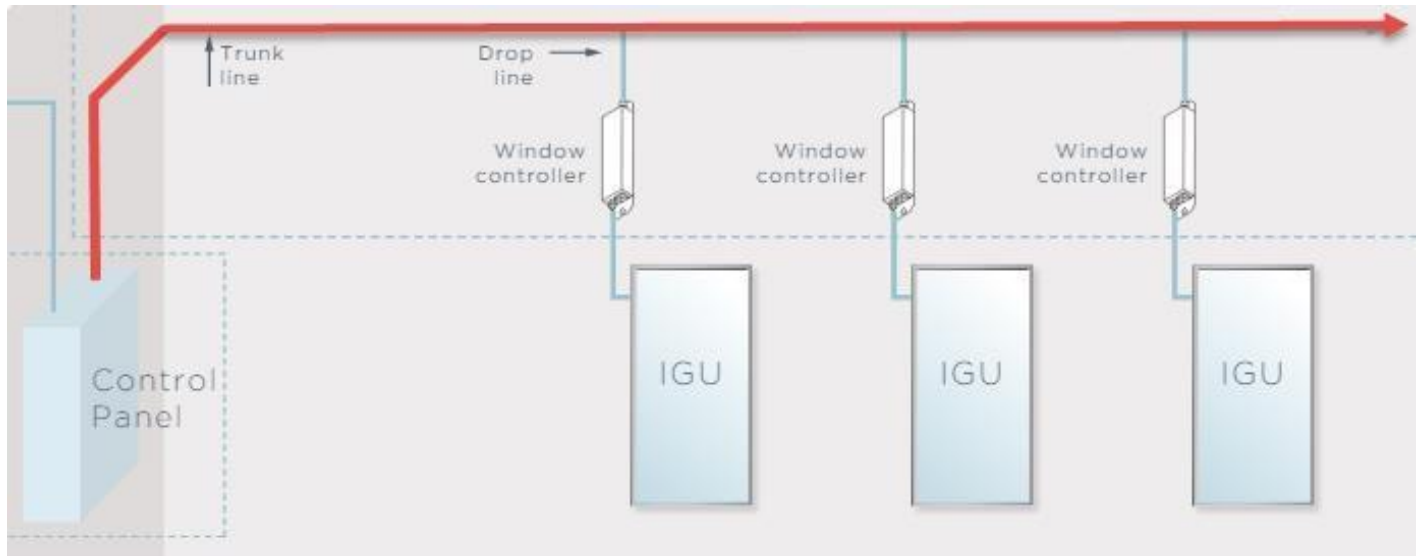 Trunk
line
Drop
line
Window
controller
Window
controller
Window
controller
Control
Panel
IGU
IGU
IGU